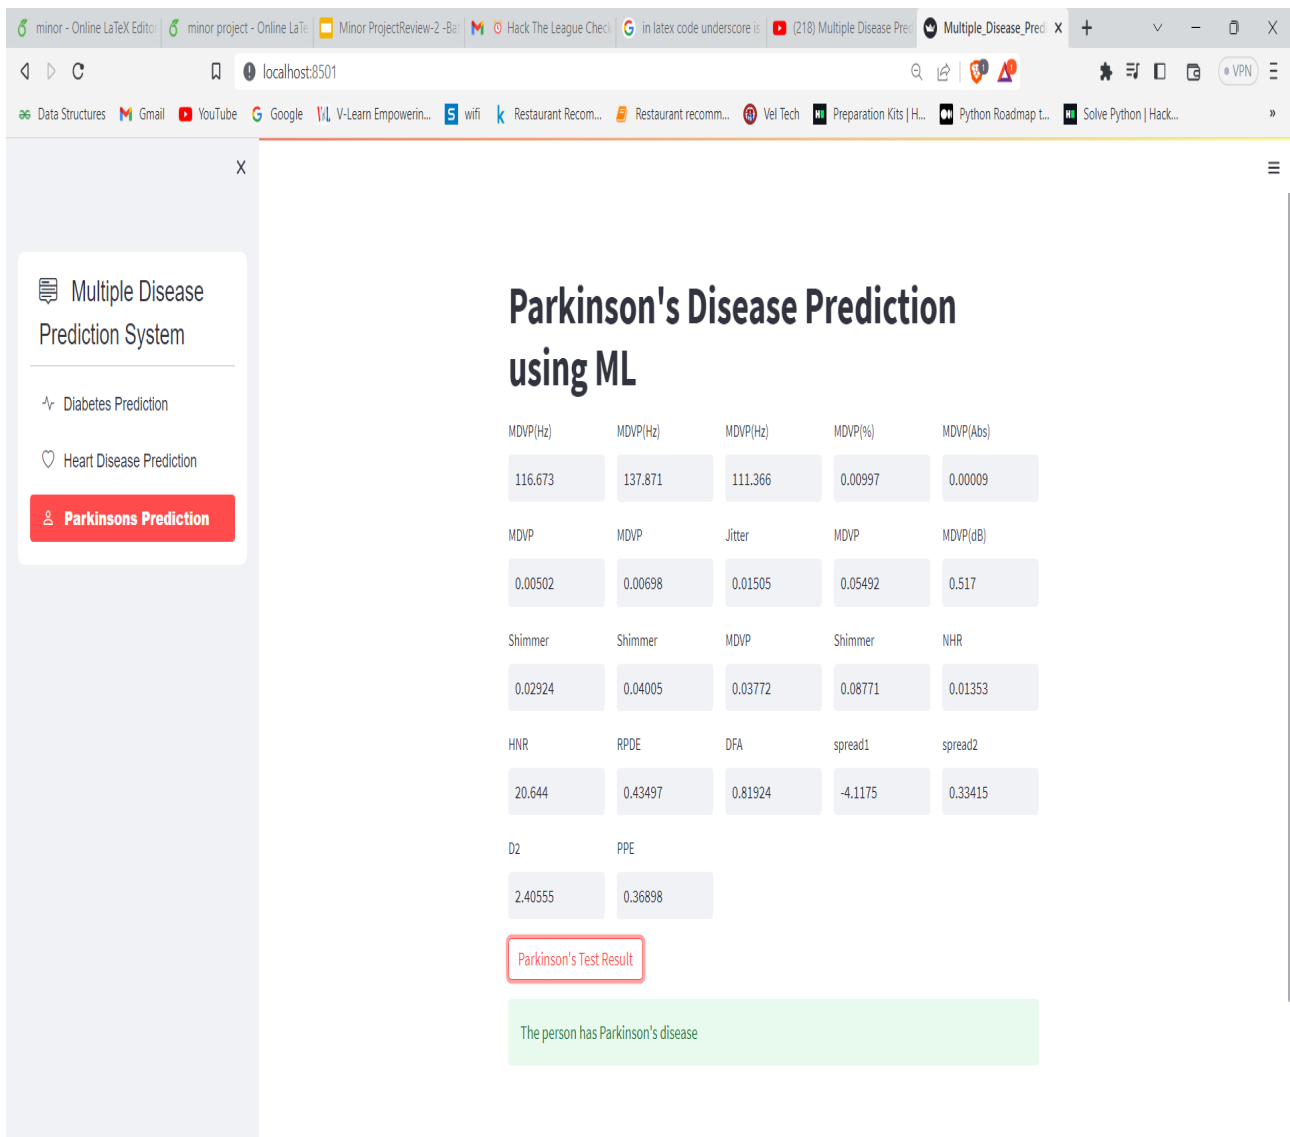 minor - Online LaTeX Editor
minor project - Online LaTe
Minor ProjectReview-2 -Bat
Hack The League Check
in latex code underscore is
(218) Multiple Disease Pred
Multiple_Disease_Pred
localhost:8501
VPN
Data Structures
Gmail
YouTube
Google
V-Learn Empowerin...
wifi
Restaurant Recom...
Restaurant recomm...
Vel Tech
Preparation Kits | H...
Python Roadmap t...
Solve Python | Hack...
»
Multiple Disease
Prediction System
Diabetes Prediction
Heart Disease Prediction
Parkinsons Prediction
Parkinson's Disease Prediction
using ML
MDVP(Hz) MDVP(Hz) MDVP(Hz) MDVP(%) MDVP(Abs)
116.673 137.871 111.366 0.00997 0.00009
MDVP MDVP Jitter MDVP MDVP(dB)
0.00502 0.00698 0.01505 0.05492 0.517
Shimmer Shimmer MDVP Shimmer NHR
0.02924 0.04005 0.03772 0.08771 0.01353
HNR RPDE DFA spread1 spread2
20.644 0.43497 0.81924 -4.1175 0.33415
D2 PPE
2.40555 0.36898
Parkinson's Test Result
The person has Parkinson's disease